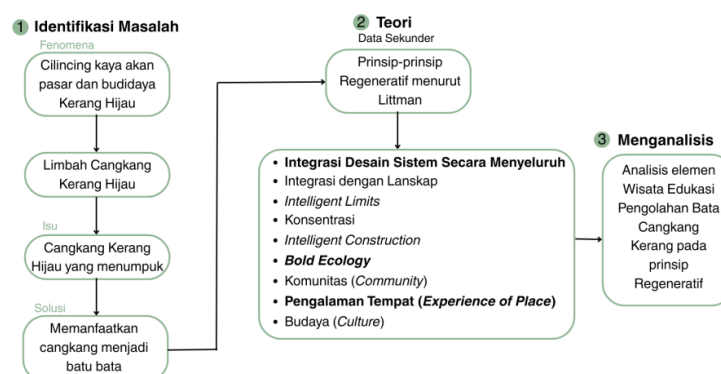 1 Identifikasi Masalah
Fenomena
Cilincing kaya akan
pasar dan budidaya
Kerang Hijau
Limbah Cangkang
Kerang Hijau
Isu
Cangkang Kerang
Hijau yang menumpuk
Solusi
Memanfaatkan
cangkang menjadi
batu bata
2 Teori
Data Sekunder
Prinsip-prinsip
Regeneratif menurut
Littman
• Integrasi Desain Sistem Secara Menyeluruh
• Integrasi dengan Lanskap
• Intelligent Limits
• Konsentrasi
• Intelligent Construction
• Bold Ecology
• Komunitas (Community)
• Pengalaman Tempat (Experience of Place)
• Budaya (Culture)
3 Menganalisis
Analisis elemen
Wisata Edukasi
Pengolahan Bata
Cangkang
Kerang pada
prinsip
Regeneratif